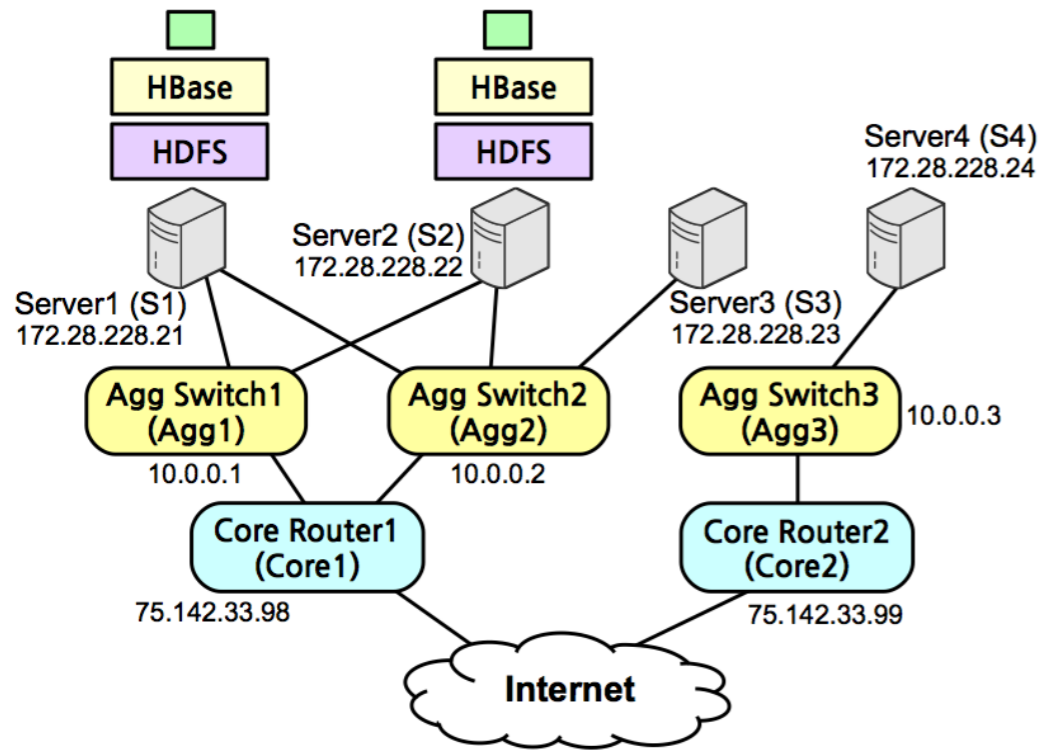 HBase
HBase
HDFS
HDFS
Server4 (S4)
172.28.228.24
Server2 (S2)
172.28.228.22
Server1 (S1)
172.28.228.21
Server3 (S3)
172.28.228.23
Agg Switch1
(Agg1)
10.0.0.1
Agg Switch2
(Agg2)
10.0.0.2
Agg Switch3
(Agg3)
10.0.0.3
Core Router1
(Core1)
75.142.33.98
Core Router2
(Core2)
75.142.33.99
Internet